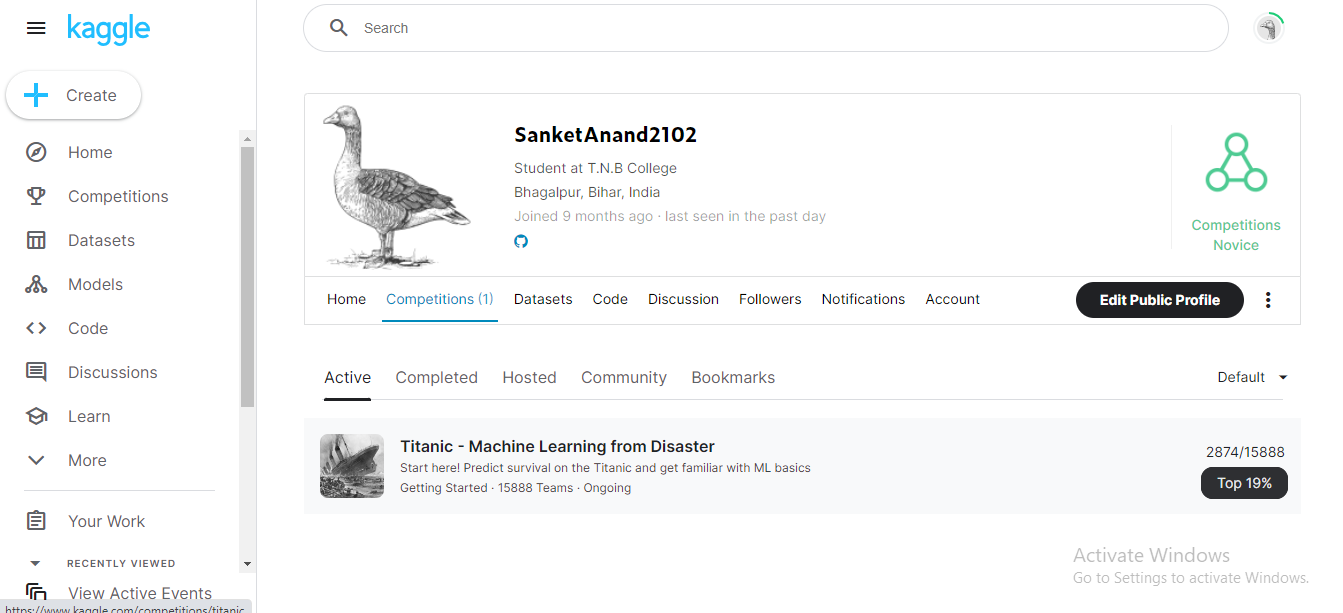 kaggle
Search
Create
Home
Competitions
Datasets
Models
Code
Discussions
Learn
More
Your Work
RECENTLY VIEWED
View Active Events
https://www.kaggle.com/competitions/titanic
SanketAnand2102
Student at T.N.B College
Bhagalpur, Bihar, India
Joined 9 months ago · last seen in the past day
Competitions
Novice
Home Competitions (1) Datasets Code Discussion Followers Notifications Account Edit Public Profile
Active Completed Hosted Community Bookmarks Default
Titanic - Machine Learning from Disaster
Start here! Predict survival on the Titanic and get familiar with ML basics
Getting Started · 15888 Teams · Ongoing
2874/15888
Top 19%
Activate Windows
Go to Settings to activate Windows.